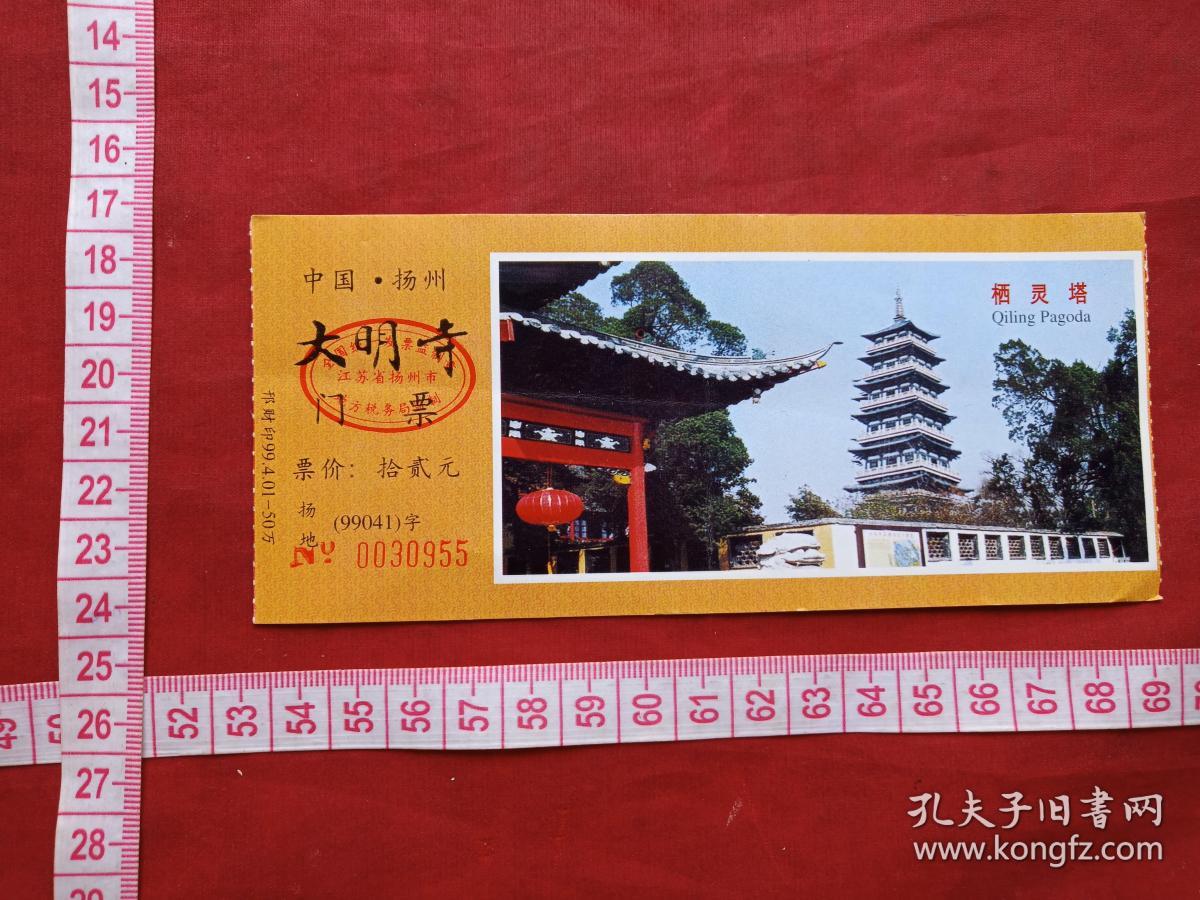 14
15
16
17
18
19
20
21
22
23
24
25
26
27
28
中国·扬州
大明寺
江苏省扬州市
门票
票价：拾贰元
扬地 (99041)字
No 0030955
邗财印99.4.01-50万
栖灵塔
Qiling Pagoda
49 50 52 53 54 55 56 57 58 59 60 61 62 63 64 65 66 67 68 69
孔夫子旧書网
www.kongfz.com